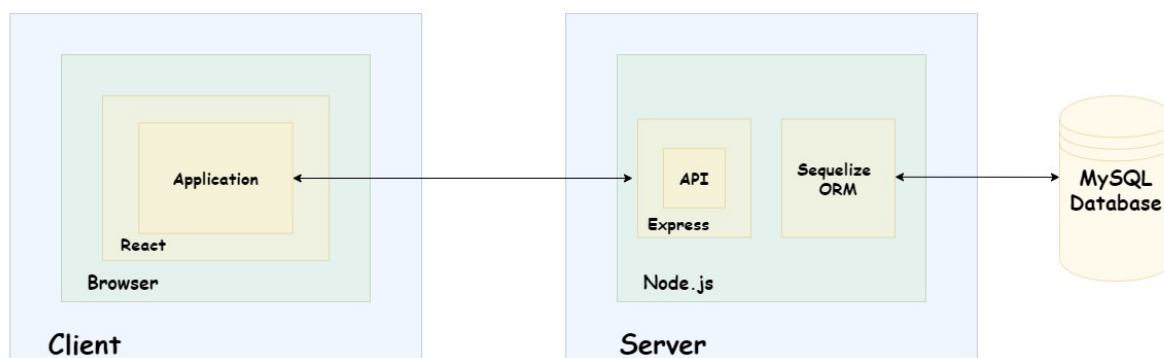 Application
React
Browser
Client
API
Express
Sequelize
ORM
Node.js
Server
MySQL
Database